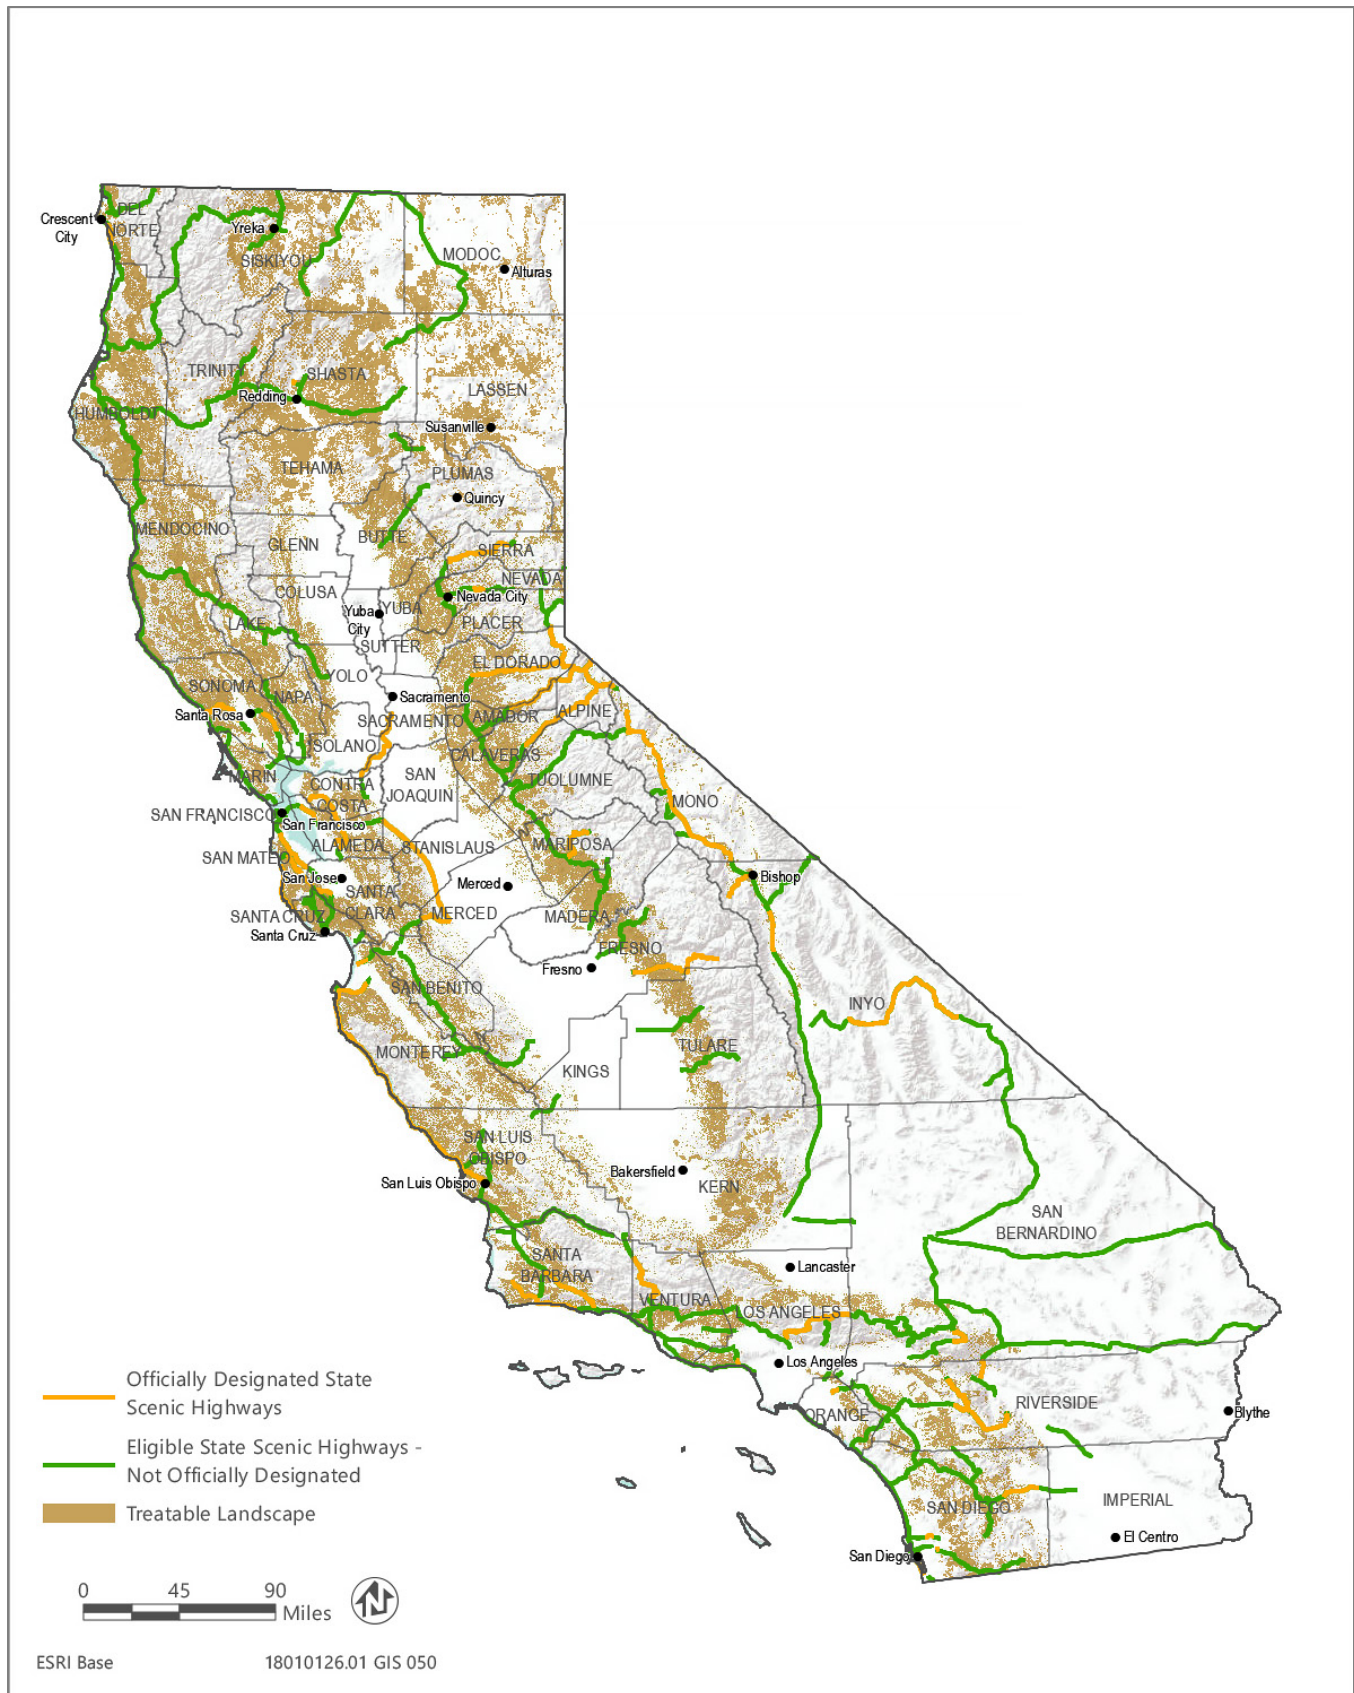 Crescent
City
DEL
NORTE
Yreka
SISKIYOU
MODOC
Alturas
TRINITY
SHASTA
Redding
LASSEN
HUMBOLDT
Susanville
TEHAMA
PLUMAS
Quincy
MENDOCINO
GLENN
BUTTE
SIERRA
NEVADA
COLUSA
Nevada City
Yuba
City
YUBA
LAKE
PLACER
SUTTER
EL DORADO
YOLO
SONOMA
NAPA
Sacramento
Santa Rosa
SACRAMENTO
AMADOR
ALPINE
SOLANO
CALAVERAS
MARIN
CONTRA
COSTA
SAN
JOAQUIN
TUOLUMNE
MONO
SAN FRANCISCO
San Francisco
ALAMEDA
STANISLAUS
MARIPOSA
SAN MATEO
San Jose
Merced
Bishop
SANTA
CLARA
SANTA CRUZ
MERCED
MADERA
Santa Cruz
FRESNO
Fresno
SAN BENITO
INYO
MONTEREY
TULARE
KINGS
SAN LUIS
OBISPO
Bakersfield
KERN
San Luis Obispo
SAN
BERNARDINO
SANTA
BARBARA
Lancaster
VENTURA
LOS ANGELES
Los Angeles
ORANGE
RIVERSIDE
Blythe
SAN DIEGO
IMPERIAL
El Centro
San Diego
Officially Designated State
Scenic Highways
Eligible State Scenic Highways -
Not Officially Designated
Treatable Landscape
0 45 90
Miles
N
ESRI Base 18010126.01 GIS 050